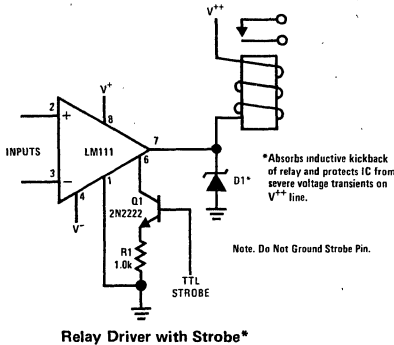 V++
V+
2
+
8
INPUTS
LM111
7
6
3
−
4
1
V−
Q1
2N2222
R1
1.0k
TTL
STROBE
D1*
*Absorbs inductive kickback
of relay and protects IC from
severe voltage transients on
V++ line.
Note. Do Not Ground Strobe Pin.
Relay Driver with Strobe*